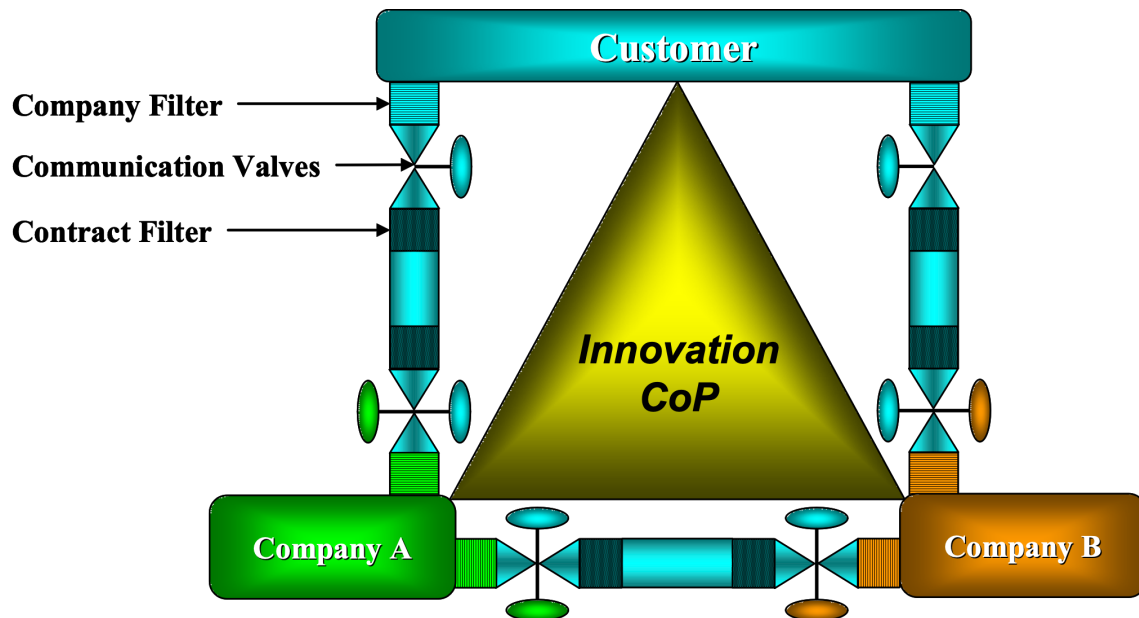 Customer
Company Filter
Communication Valves
Contract Filter
Innovation
CoP
Company A
Company B